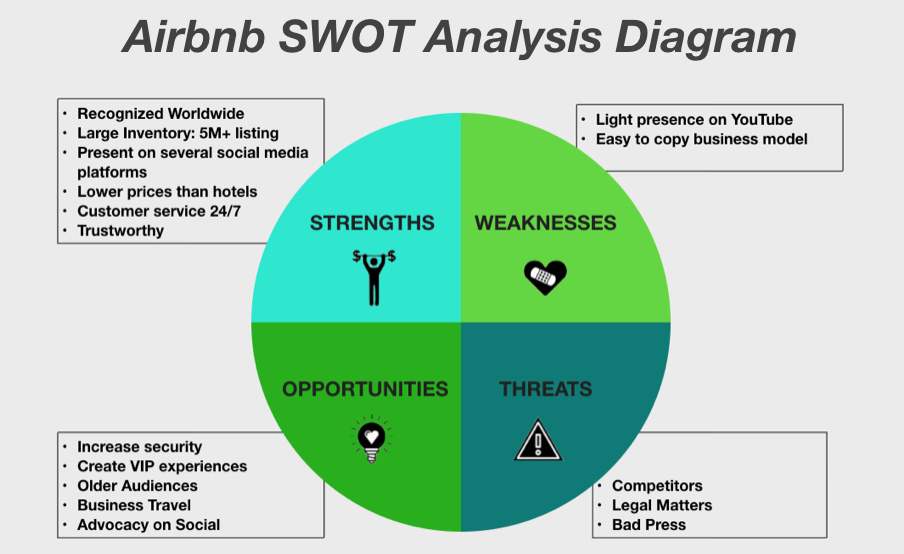 Airbnb SWOT Analysis Diagram
• Recognized Worldwide
• Large Inventory: 5M+ listing
• Present on several social media
platforms
• Lower prices than hotels
• Customer service 24/7
• Trustworthy
• Light presence on YouTube
• Easy to copy business model
STRENGTHS
WEAKNESSES
$ $
OPPORTUNITIES
THREATS
!
• Increase security
• Create VIP experiences
• Older Audiences
• Business Travel
• Advocacy on Social
• Competitors
• Legal Matters
• Bad Press